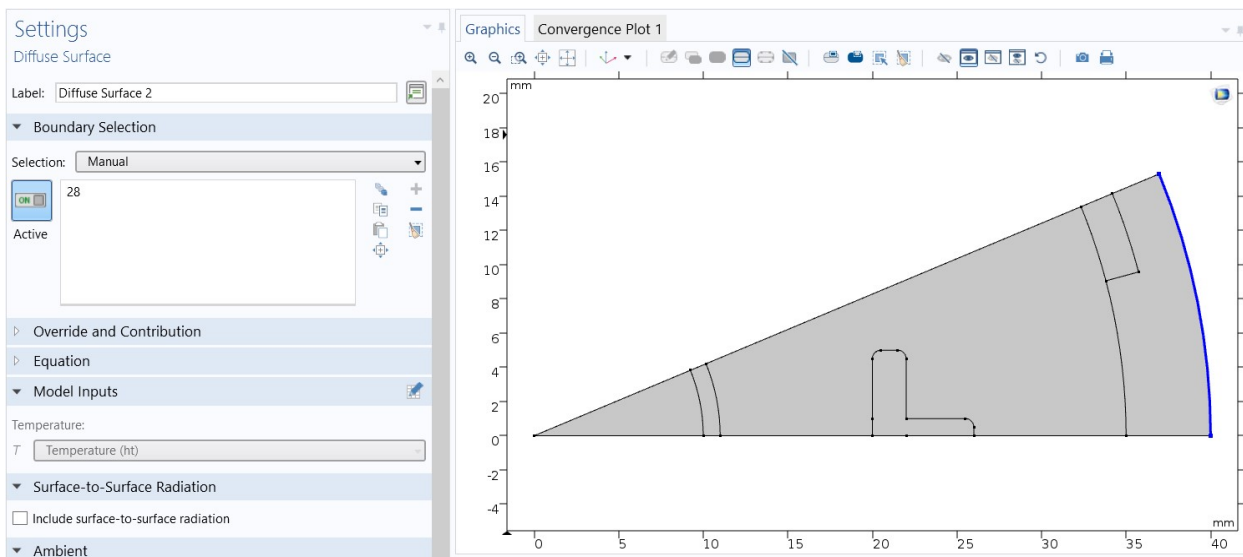 Settings
Diffuse Surface
Label: Diffuse Surface 2
Boundary Selection
Selection: Manual
ON
Active
28
Override and Contribution
Equation
Model Inputs
Temperature:
T Temperature (ht)
Surface-to-Surface Radiation
Include surface-to-surface radiation
Ambient
Graphics Convergence Plot 1
mm
20
18
16
14
12
10
8
6
4
2
0
-2
-4
mm
0 5 10 15 20 25 30 35 40